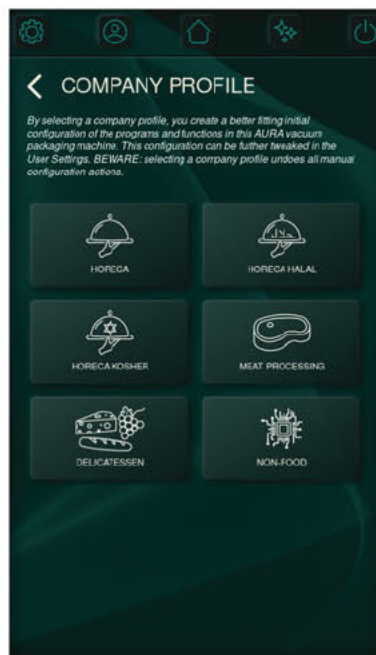 COMPANY PROFILE
By selecting a company profile, you create a better fitting initial
configuration of the programs and functions in this AURA vacuum
packaging machine. This configuration can be futher tweaked in the
User Settings. BEWARE: selecting a company profile undoes all manual
configuration actions.
HORECA
HORECA HALAL
HORECA KOSHER
MEAT PROCESSING
DELICATESSEN
NON-FOOD